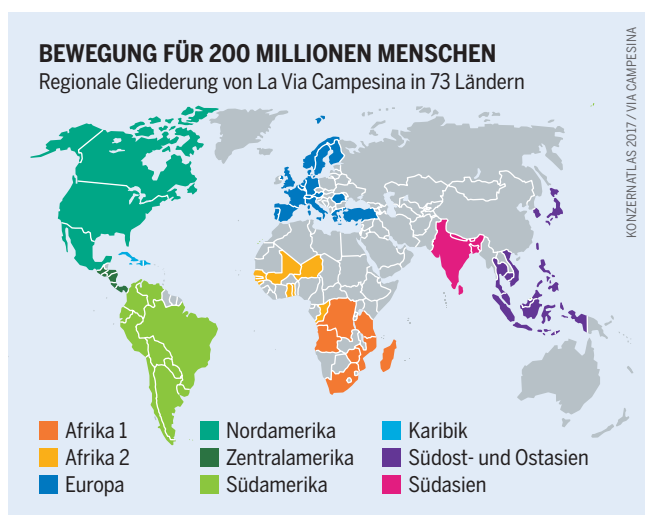 BEWEGUNG FÜR 200 MILLIONEN MENSCHEN
Regionale Gliederung von La Via Campesina in 73 Ländern
KONZERNATLAS 2017 / VIA CAMPESINA
Afrika 1
Afrika 2
Europa
Nordamerika
Zentralamerika
Südamerika
Karibik
Südost- und Ostasien
Südasien